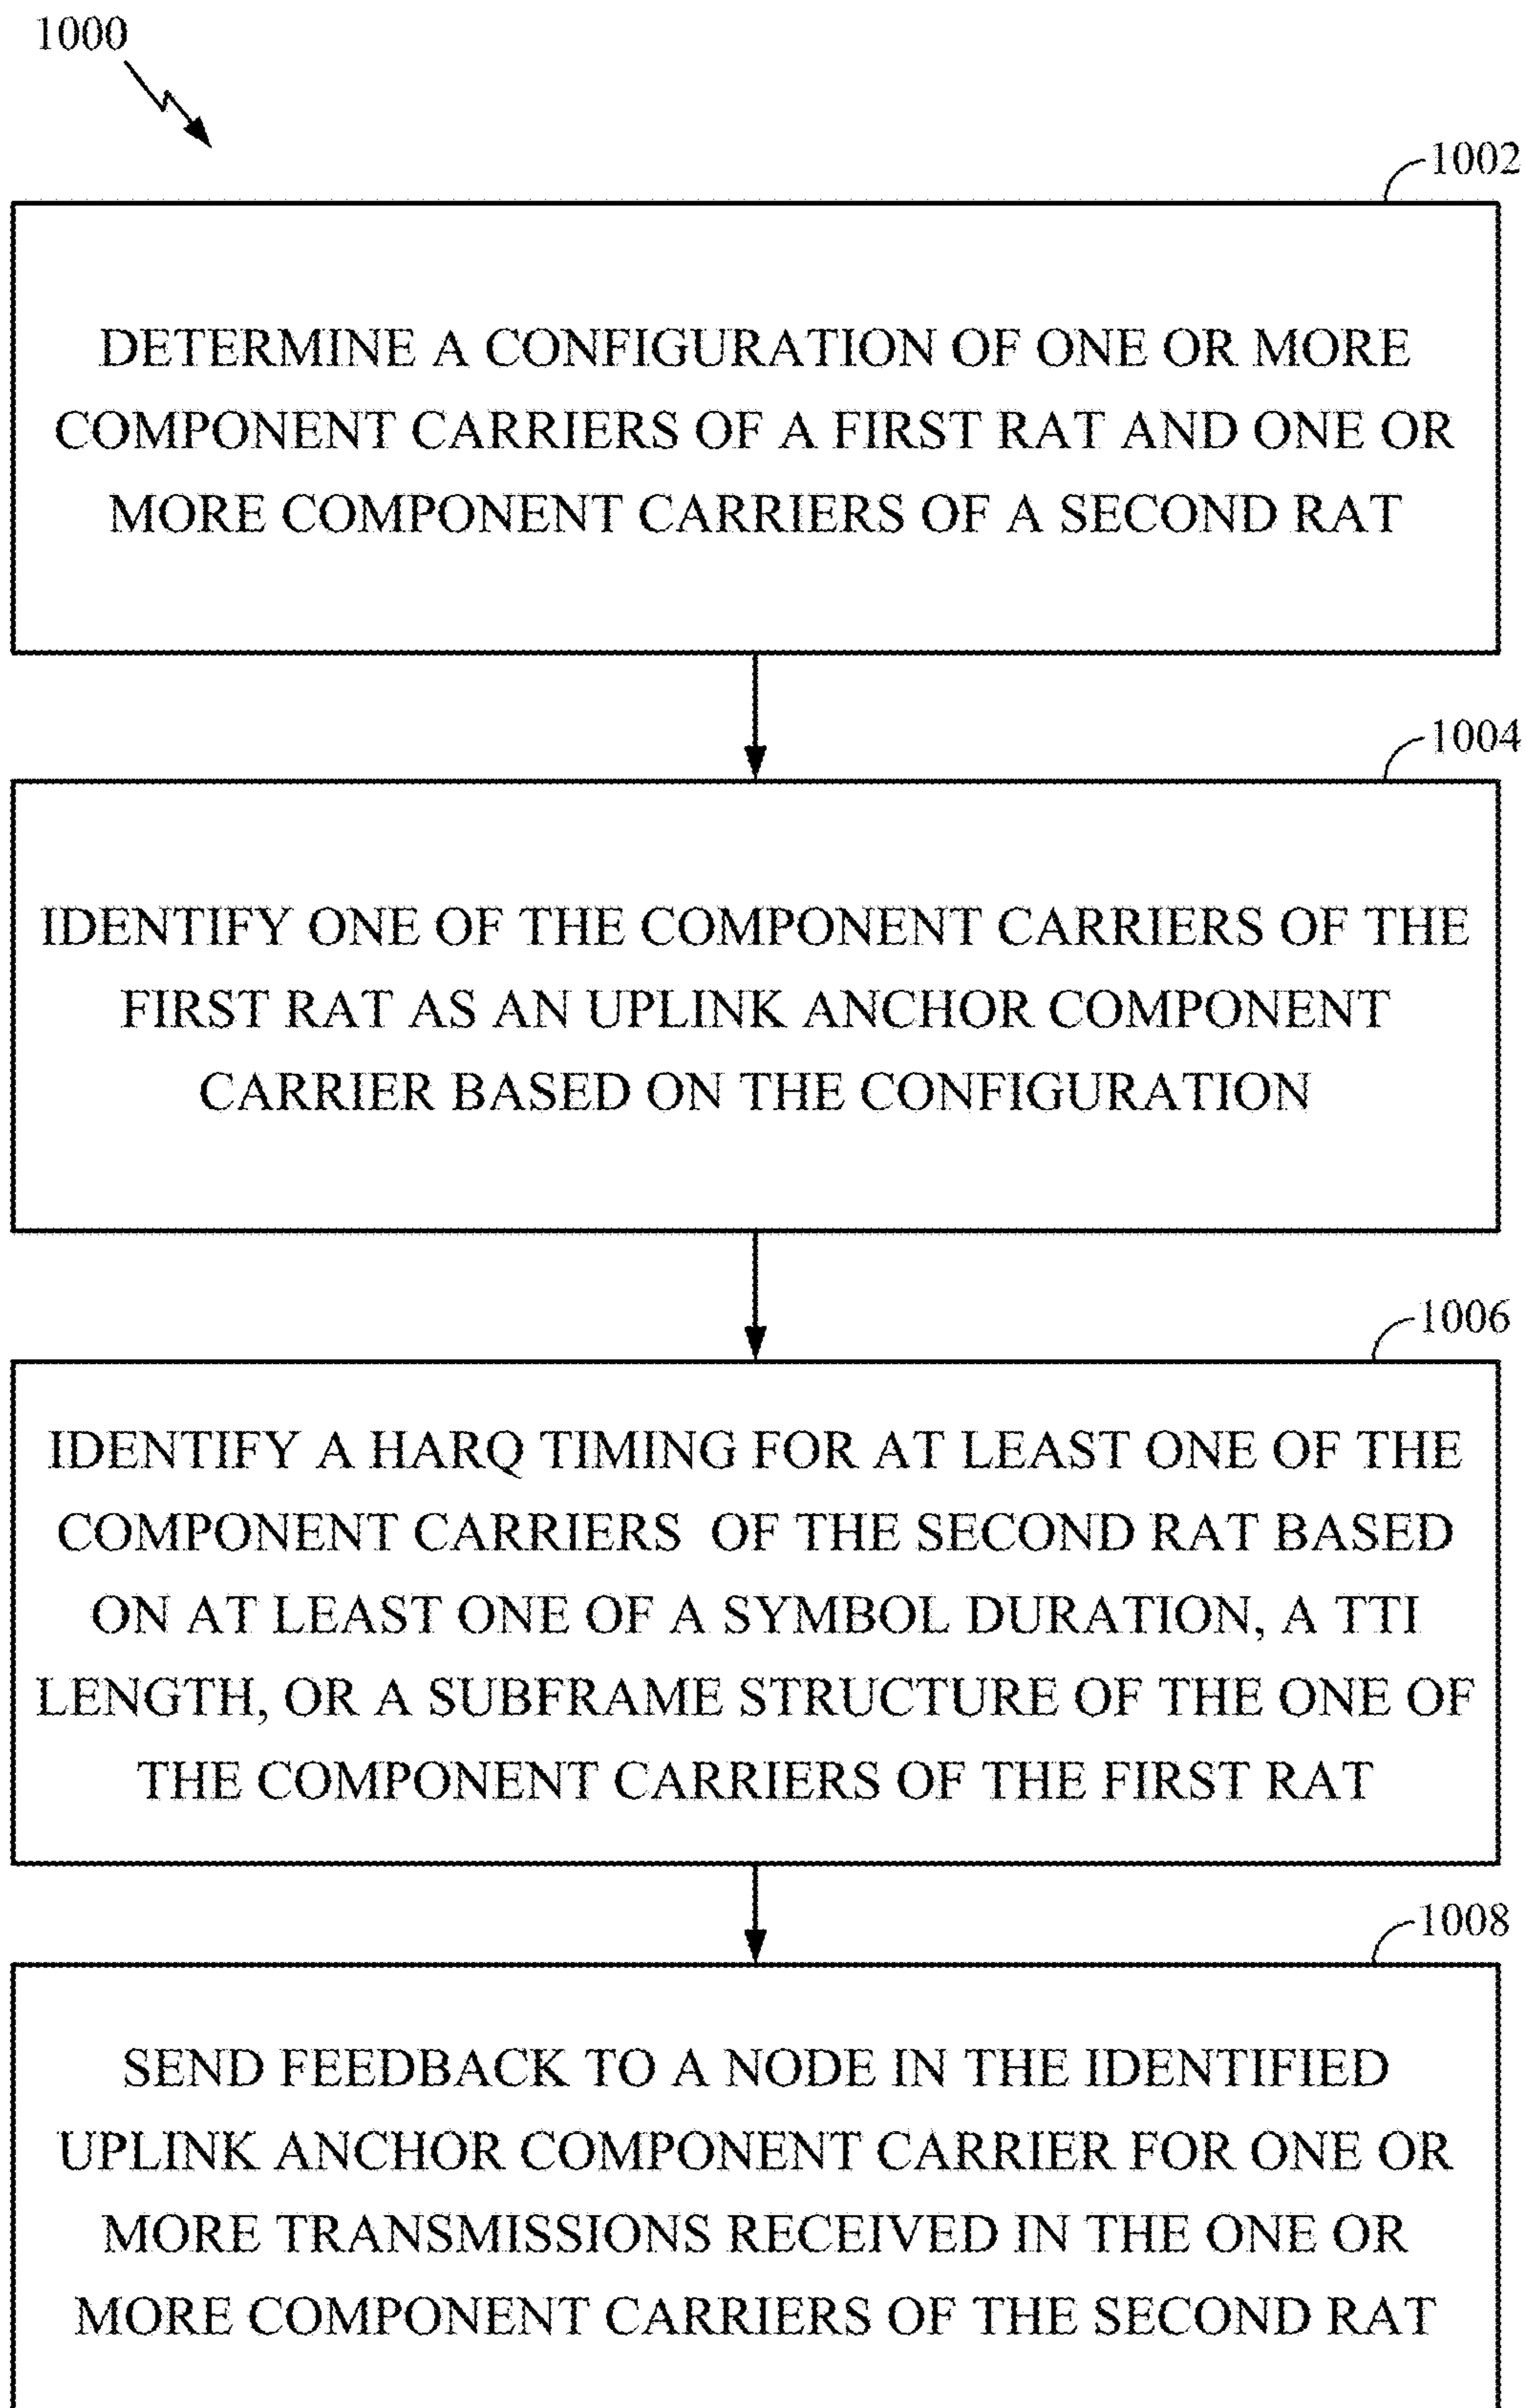 1000
1002
DETERMINE A CONFIGURATION OF ONE OR MORE
COMPONENT CARRIERS OF A FIRST RAT AND ONE OR
MORE COMPONENT CARRIERS OF A SECOND RAT
1004
IDENTIFY ONE OF THE COMPONENT CARRIERS OF THE
FIRST RAT AS AN UPLINK ANCHOR COMPONENT
CARRIER BASED ON THE CONFIGURATION
1006
IDENTIFY A HARQ TIMING FOR AT LEAST ONE OF THE
COMPONENT CARRIERS OF THE SECOND RAT BASED
ON AT LEAST ONE OF A SYMBOL DURATION, A TTI
LENGTH, OR A SUBFRAME STRUCTURE OF THE ONE OF
THE COMPONENT CARRIERS OF THE FIRST RAT
1008
SEND FEEDBACK TO A NODE IN THE IDENTIFIED
UPLINK ANCHOR COMPONENT CARRIER FOR ONE OR
MORE TRANSMISSIONS RECEIVED IN THE ONE OR
MORE COMPONENT CARRIERS OF THE SECOND RAT